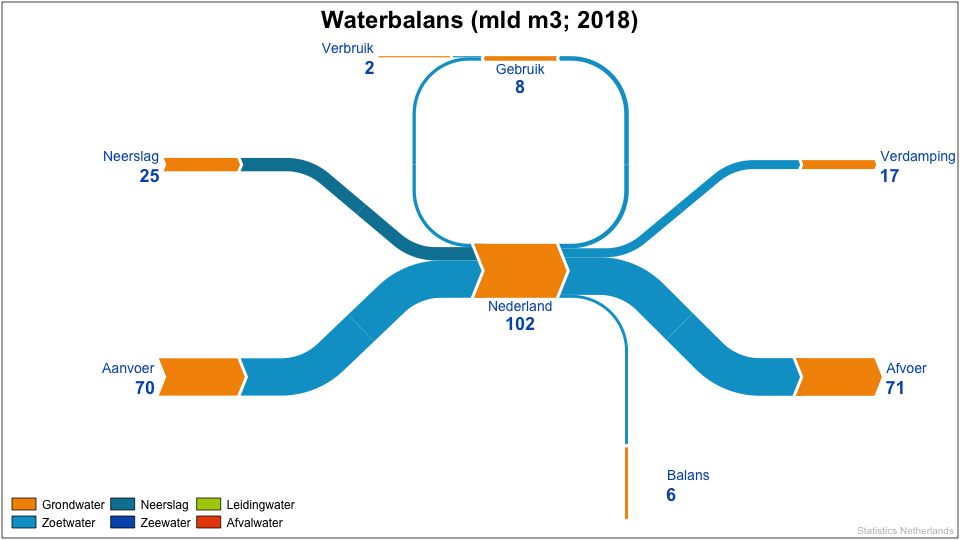 Waterbalans (mld m3; 2018)
Verbruik
2
Gebruik
8
Neerslag
25
Verdamping
17
Nederland
102
Aanvoer
70
Afvoer
71
Balans
6
Grondwater
Neerslag
Leidingwater
Zoetwater
Zeewater
Afvalwater
Statistics Netherlands